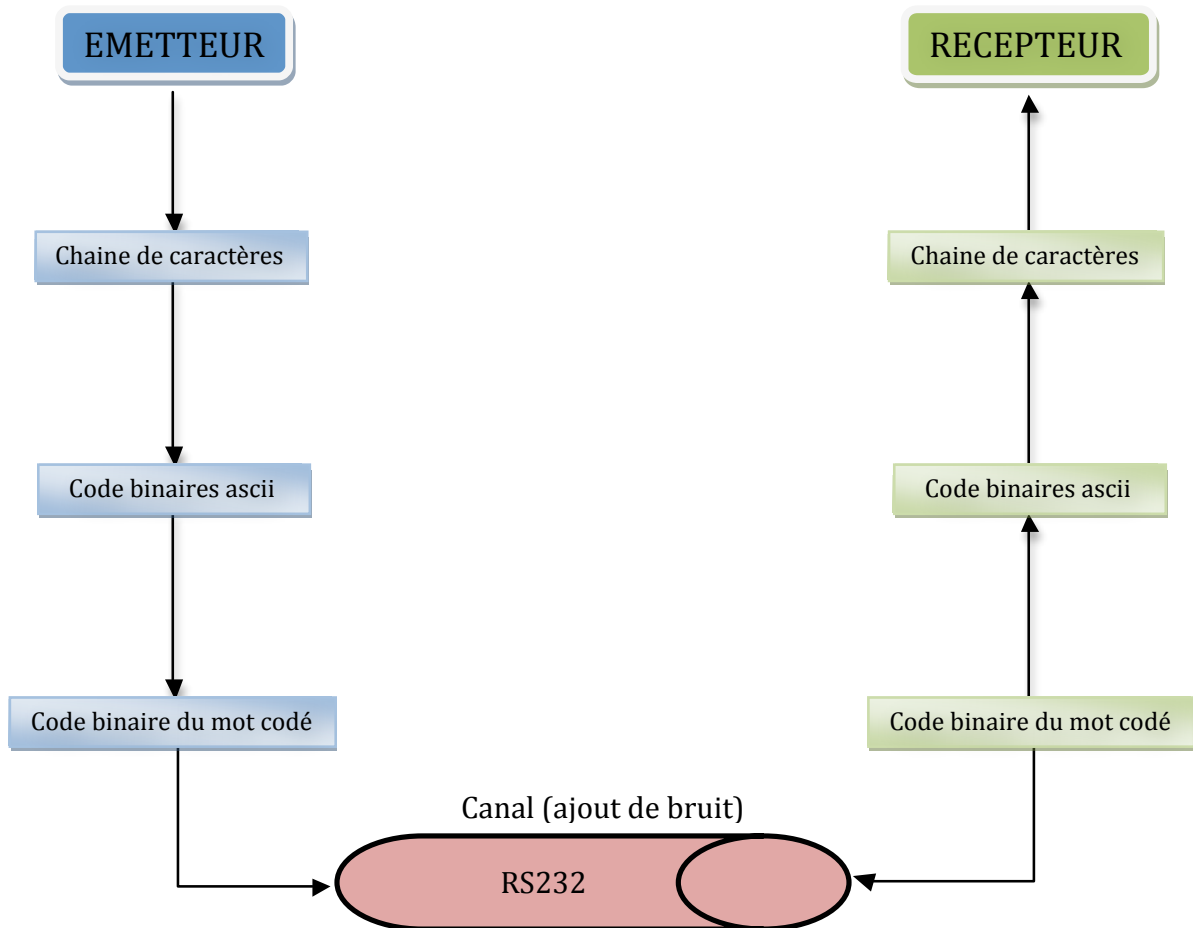 EMETTEUR
RECEPTEUR
Chaine de caractères
Chaine de caractères
Code binaires ascii
Code binaires ascii
Code binaire du mot codé
Code binaire du mot codé
Canal (ajout de bruit)
RS232